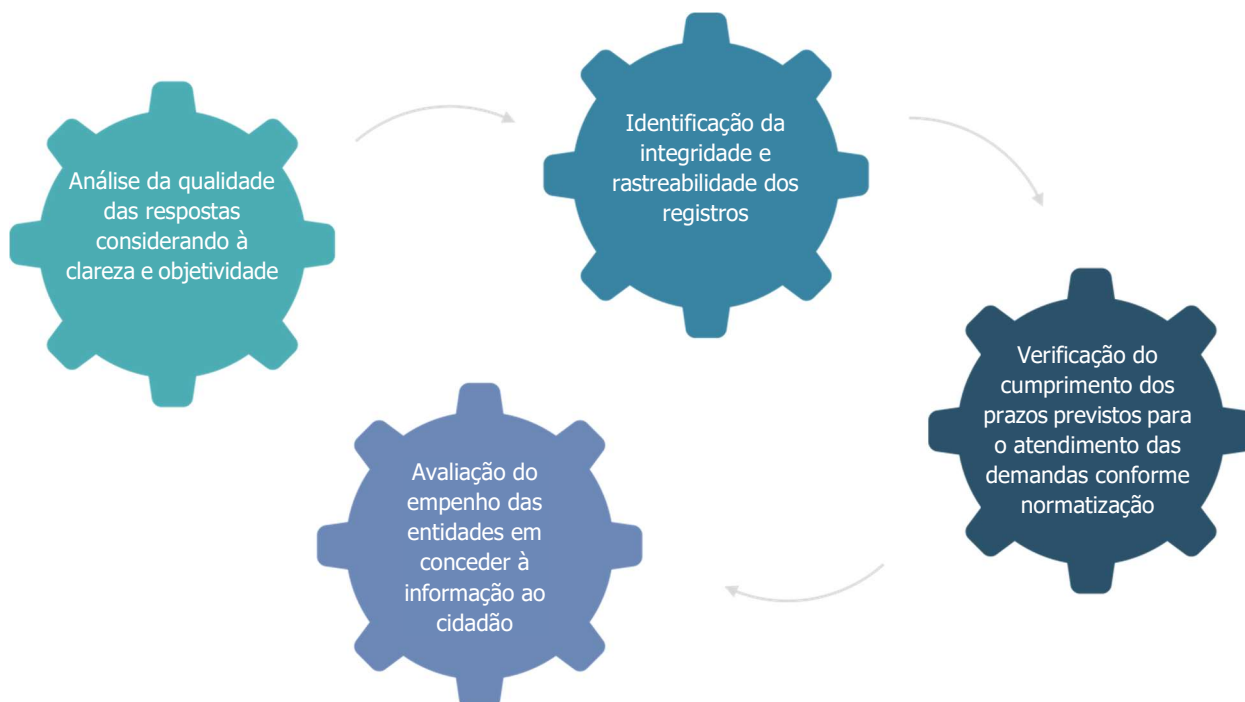 Análise da qualidade
das respostas
considerando à
clareza e objetividade
Identificação da
integridade e
rastreabilidade dos
registros
Verificação do
cumprimento dos
prazos previstos para
o atendimento das
demandas conforme
normatização
Avaliação do
empenho das
entidades em
conceder à
informação ao
cidadão